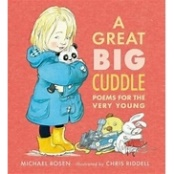 A GREAT
BIG
CUDDLE
POEMS FOR THE
VERY YOUNG
MICHAEL ROSEN illustrated by CHRIS RIDDELL